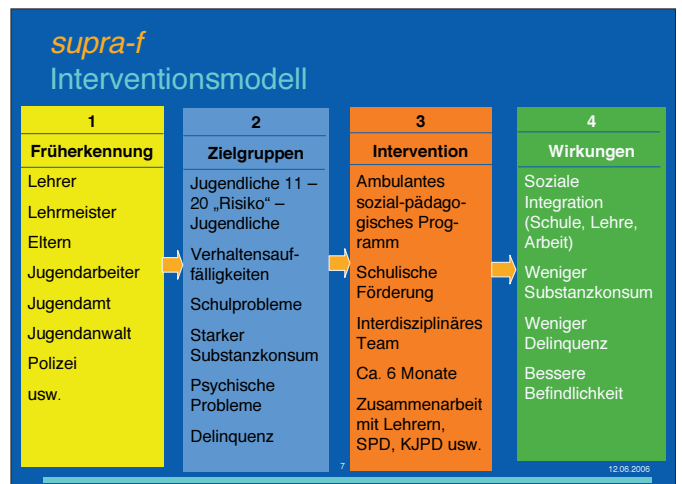 supra-f
Interventionsmodell
1
Früherkennung
Lehrer
Lehrmeister
Eltern
Jugendarbeiter
Jugendamt
Jugendanwalt
Polizei
usw.
2
Zielgruppen
Jugendliche 11 –
20 „Risiko“ –
Jugendliche
Verhaltensauf-
fälligkeiten
Schulprobleme
Starker
Substanzkonsum
Psychische
Probleme
Delinquenz
3
Intervention
Ambulantes
sozial-pädago-
gisches Prog-
ramm
Schulische
Förderung
Interdisziplinäres
Team
Ca. 6 Monate
Zusammenarbeit
mit Lehrern,
SPD, KJPD usw.
4
Wirkungen
Soziale
Integration
(Schule, Lehre,
Arbeit)
Weniger
Substanzkonsum
Weniger
Delinquenz
Bessere
Befindlichkeit
7
12.06.2006